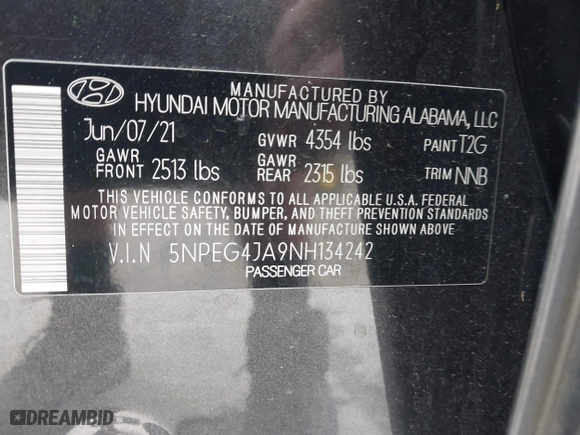 MANUFACTURED BY
HYUNDAI MOTOR MANUFACTURING ALABAMA, LLC
Jun/07/21 GVWR 4354 lbs PAINT T2G
GAWR FRONT 2513 lbs GAWR REAR 2315 lbs TRIM NNB
THIS VEHICLE CONFORMS TO ALL APPLICABLE U.S.A. FEDERAL
MOTOR VEHICLE SAFETY, BUMPER, AND THEFT PREVENTION STANDARDS
IN EFFECT ON THE DATE OF MANUFACTURE SHOWN ABOVE.
V.I.N 5NPEG4JA9NH134242
PASSENGER CAR
DREAMBID